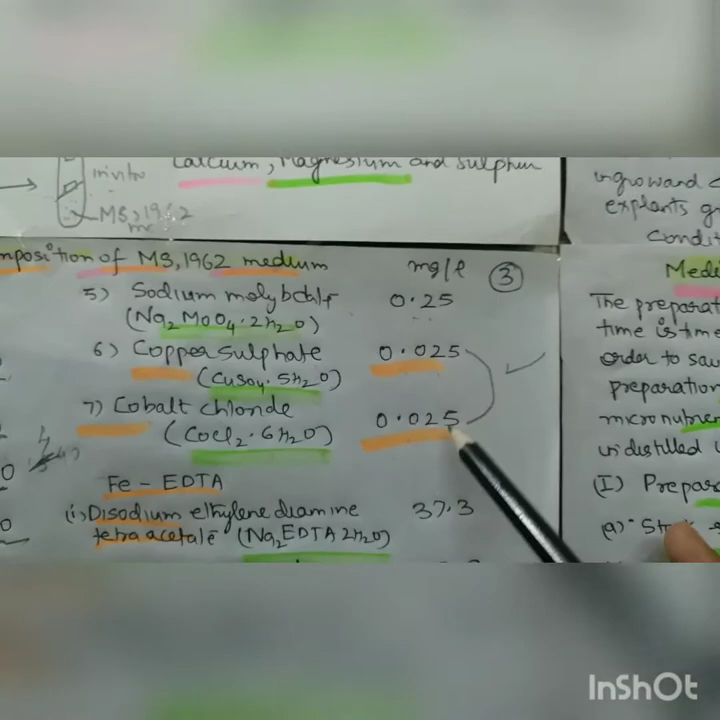 Calcium, Magnesium and sulphur
invitro
MS, 1962
mposition of MS, 1962 medium mg/l 3
5) Sodium molybdate 0.25
(Na2MoO4.2H2O)
6) Copper sulphate 0.025
(CuSO4.5H2O)
7) Cobalt chloride 0.025
(CoCl2.6H2O)
Fe-EDTA
(i) Disodium ethylene diamine 37.3
tetra acetate (Na2EDTA 2H2O)
ingroward
explants gr
condit
Medi
The preparat
time is time
order to sav
preparation
micronutrien
in distilled
(I) Prepar
(a) St
InShOt